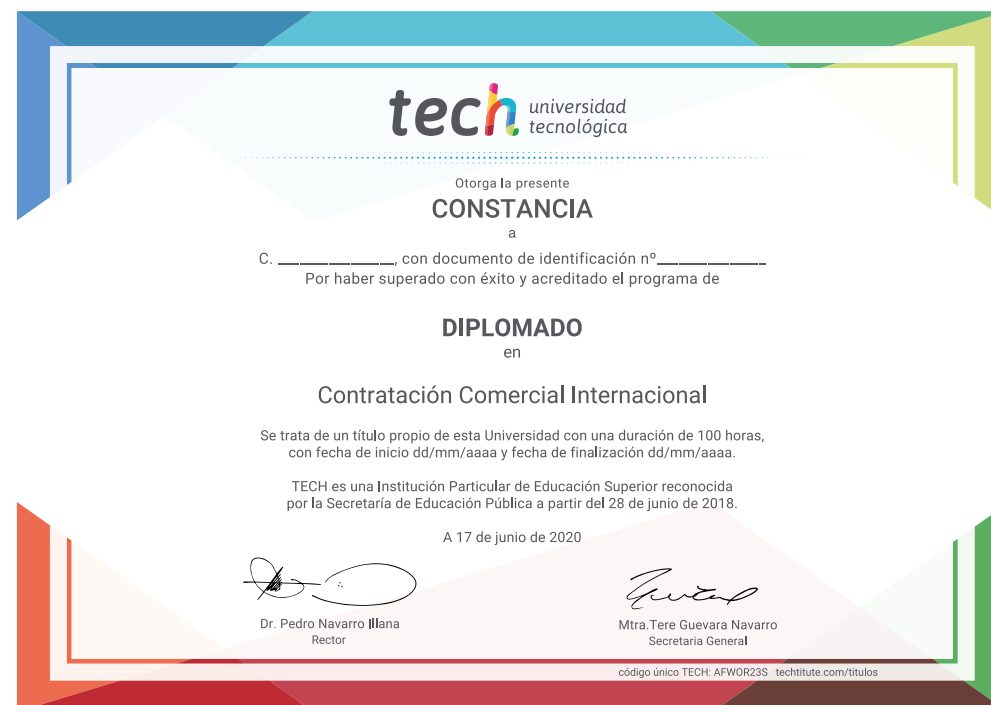 tech universidad
tecnológica
Otorga la presente
CONSTANCIA
a
C. ______________, con documento de identificación nº_____________
Por haber superado con éxito y acreditado el programa de
DIPLOMADO
en
Contratación Comercial Internacional
Se trata de un título propio de esta Universidad con una duración de 100 horas,
con fecha de inicio dd/mm/aaaa y fecha de finalización dd/mm/aaaa.
TECH es una Institución Particular de Educación Superior reconocida
por la Secretaría de Educación Pública a partir del 28 de junio de 2018.
A 17 de junio de 2020
Dr. Pedro Navarro Illana
Rector
Mtra.Tere Guevara Navarro
Secretaria General
código único TECH: AFWOR23S techtitute.com/titulos